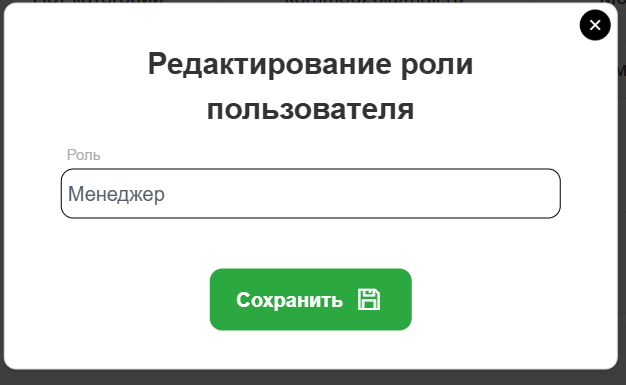 Редактирование роли
пользователя
Роль
Менеджер
Сохранить